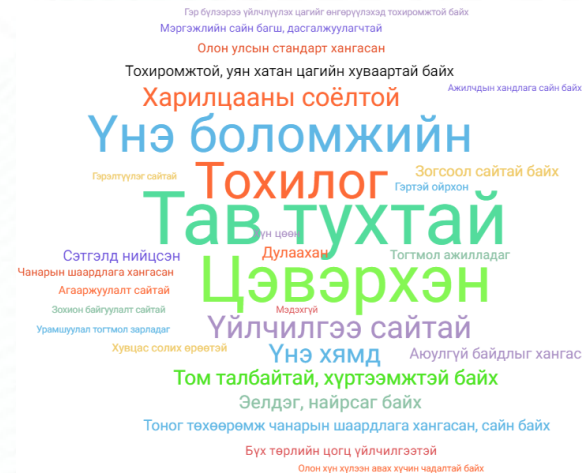 Гэр бүлээрээ үйлчлүүлэх цагийг өнгөрүүлэхэд тохиромжтой байх
Мэргэжлийн сайн багш, дасгалжуулагчтай
Олон улсын стандарт хангасан
Тохиромжтой, уян хатан цагийн хуваартай байх
Ажилчдын хандлага сайн байх
Харилцааны соёлтой
Үнэ боломжийн
Гэрэлтүүлэг сайтай
Тохилог
Зогсоол сайтай байх
Гэртэй ойрхон
Тав тухтай
Хүн цөөн
Сэтгэлд нийцсэн
Дулаахан
Тогтмол ажилладаг
Чанарын шаардлага хангасан
Цэвэрхэн
Агааржуулалт сайтай
Зохион байгуулалт сайтай
Мэдэхгүй
Урамшуулал тогтмол зарладаг
Үйлчилгээ сайтай
Хувцас солих өрөөтэй
Үнэ хямд
Аюулгүй байдлыг хангас
Том талбайтай, хүртээмжтэй байх
Эелдэг, найрсаг байх
Тоног төхөөрөмж чанарын шаардлага хангасан, сайн байх
Бүх төрлийн цогц үйлчилгээтэй
Олон хүн хүлээн авах хүчин чадалтай байх